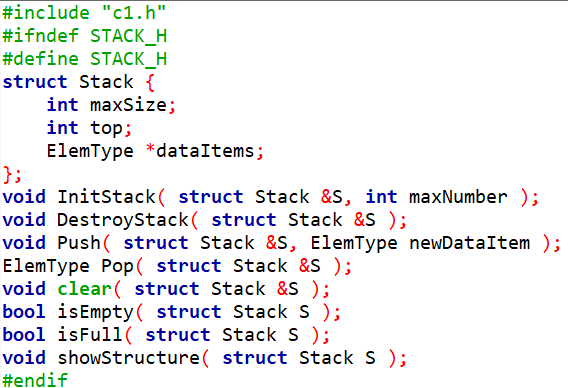 #include "c1.h"
#ifndef STACK_H
#define STACK_H
struct Stack {
    int maxSize;
    int top;
    ElemType *dataItems;
};
void InitStack( struct Stack &S, int maxNumber );
void DestroyStack( struct Stack &S );
void Push( struct Stack &S, ElemType newDataItem );
ElemType Pop( struct Stack &S );
void clear( struct Stack &S );
bool isEmpty( struct Stack S );
bool isFull( struct Stack S );
void showStructure( struct Stack S );
#endif